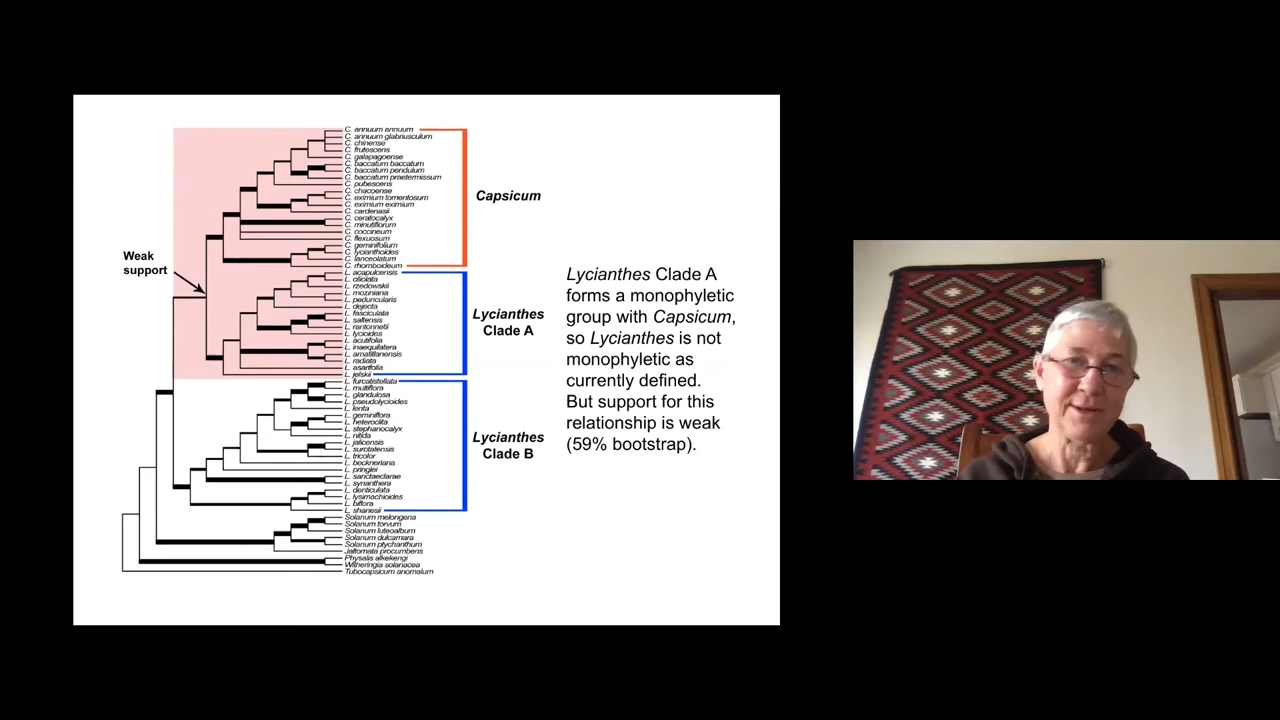 C. annuum annuum
C. annuum glabriusculum
C. chinense
C. frutescens
C. galapagoense
C. baccatum baccatum
C. baccatum pendulum
C. baccatum praetermissum
C. pubescens
C. chacoense
C. eximium tomentosum
C. eximium eximium
C. cardenasii
C. ceratocalyx
C. minutiflorum
C. coccineum
C. flexuosum
C. geminifolium
C. lycianthoides
C. lanceolatum
C. rhomboideum
Capsicum
Weak
support
L. acapulcensis
L. ciliolata
L. rzedowskii
L. moziniana
L. peduncularis
L. dejecta
L. fasciculata
L. saltensis
L. rantonnetii
L. lycioides
L. acutifolia
L. inaequilatera
L. amatitlanensis
L. radiata
L. asarifolia
L. jelskii
Lycianthes
Clade A
L. furcatistellata
L. multiflora
L. glandulosa
L. pseudolycioides
L. lenta
L. geminiflora
L. heteroclita
L. stephanocalyx
L. nitida
L. jalicensis
L. surotatensis
L. tricolor
L. beckneriana
L. pringlei
L. sanctaeclarae
L. synanthera
L. denticulata
L. lysimachioides
L. biflora
L. shanesii
Lycianthes
Clade B
Solanum melongena
Solanum torvum
Solanum luteoalbum
Solanum dulcamara
Solanum ptychanthum
Jaltomata procumbens
Physalis alkekengi
Witheringia solanacea
Tubocapsicum anomalum
Lycianthes Clade A
forms a monophyletic
group with Capsicum,
so Lycianthes is not
monophyletic as
currently defined.
But support for this
relationship is weak
(59% bootstrap).